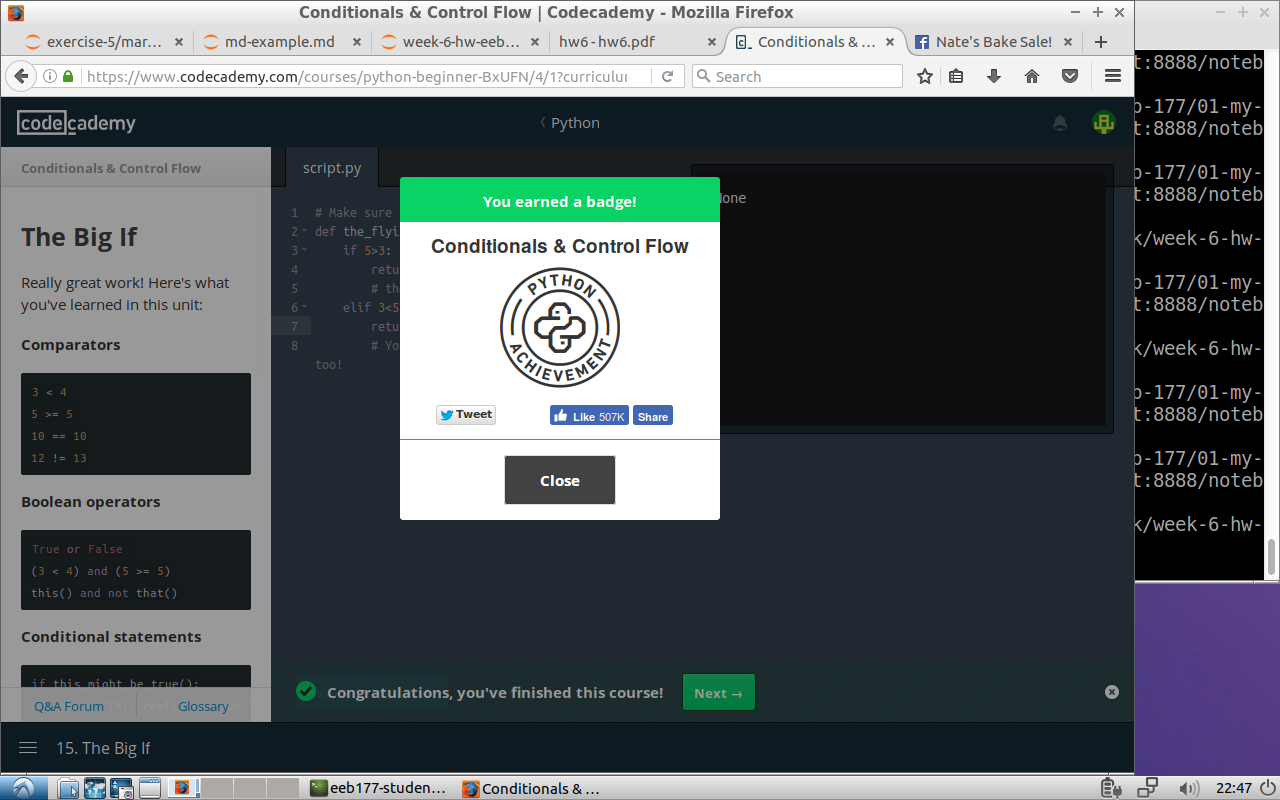 Conditionals & Control Flow | Codecademy - Mozilla Firefox
exercise-5/mar…
md-example.md
week-6-hw-eeb…
hw6 - hw6.pdf
Conditionals & …
Nate's Bake Sale!
https://www.codecademy.com/courses/python-beginner-BxUFN/4/1?curriculu
Search
codecademy
Python
Conditionals & Control Flow
The Big If
Really great work! Here's what
you've learned in this unit:
Comparators
3 < 4
5 >= 5
10 == 10
12 != 13
Boolean operators
True or False
(3 < 4) and (5 >= 5)
this() and not that()
Conditional statements
if this_might_be_true():
Q&A Forum
Glossary
script.py
1 # Make sure
2 def the_flyi
3 if 5>3:
4 retu
5 # th
6 elif 3<5
7 retu
8 # Yo
too!
None
You earned a badge!
Conditionals & Control Flow
PYTHON
ACHIEVEMENT
Tweet
Like 507K
Share
Close
Congratulations, you've finished this course!
Next →
15. The Big If
t:8888/noteb
b-177/01-my-
t:8888/noteb
b-177/01-my-
t:8888/noteb
k/week-6-hw-
b-177/01-my-
t:8888/noteb
k/week-6-hw-
b-177/01-my-
t:8888/noteb
b-177/01-my-
t:8888/noteb
k/week-6-hw-
eeb177-studen…
Conditionals & …
22:47